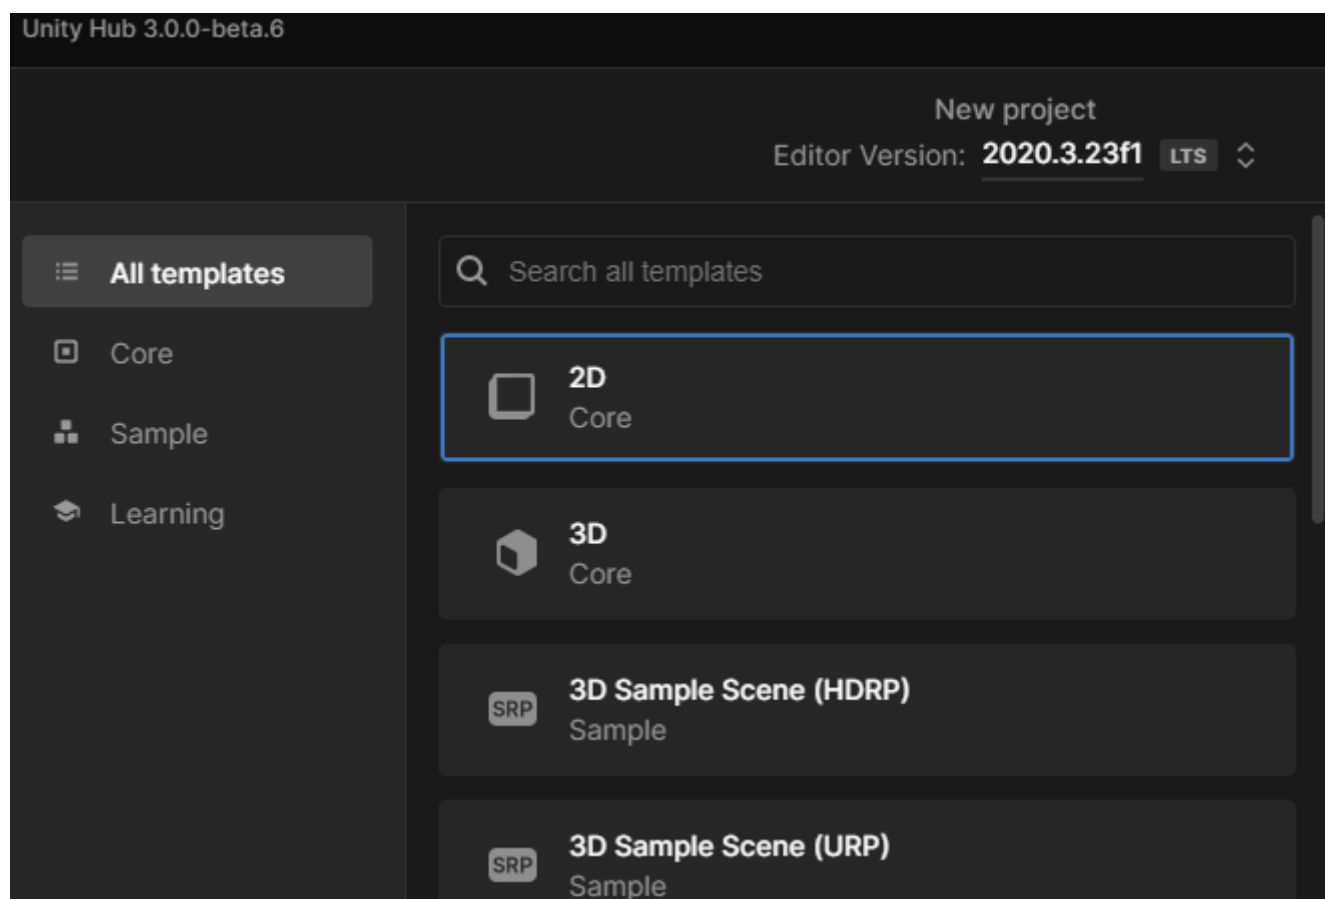 Unity Hub 3.0.0-beta.6
New project
Editor Version: 2020.3.23f1 LTS
All templates
Core
Sample
Learning
Search all templates
2D
Core
3D
Core
SRP
3D Sample Scene (HDRP)
Sample
SRP
3D Sample Scene (URP)
Sample